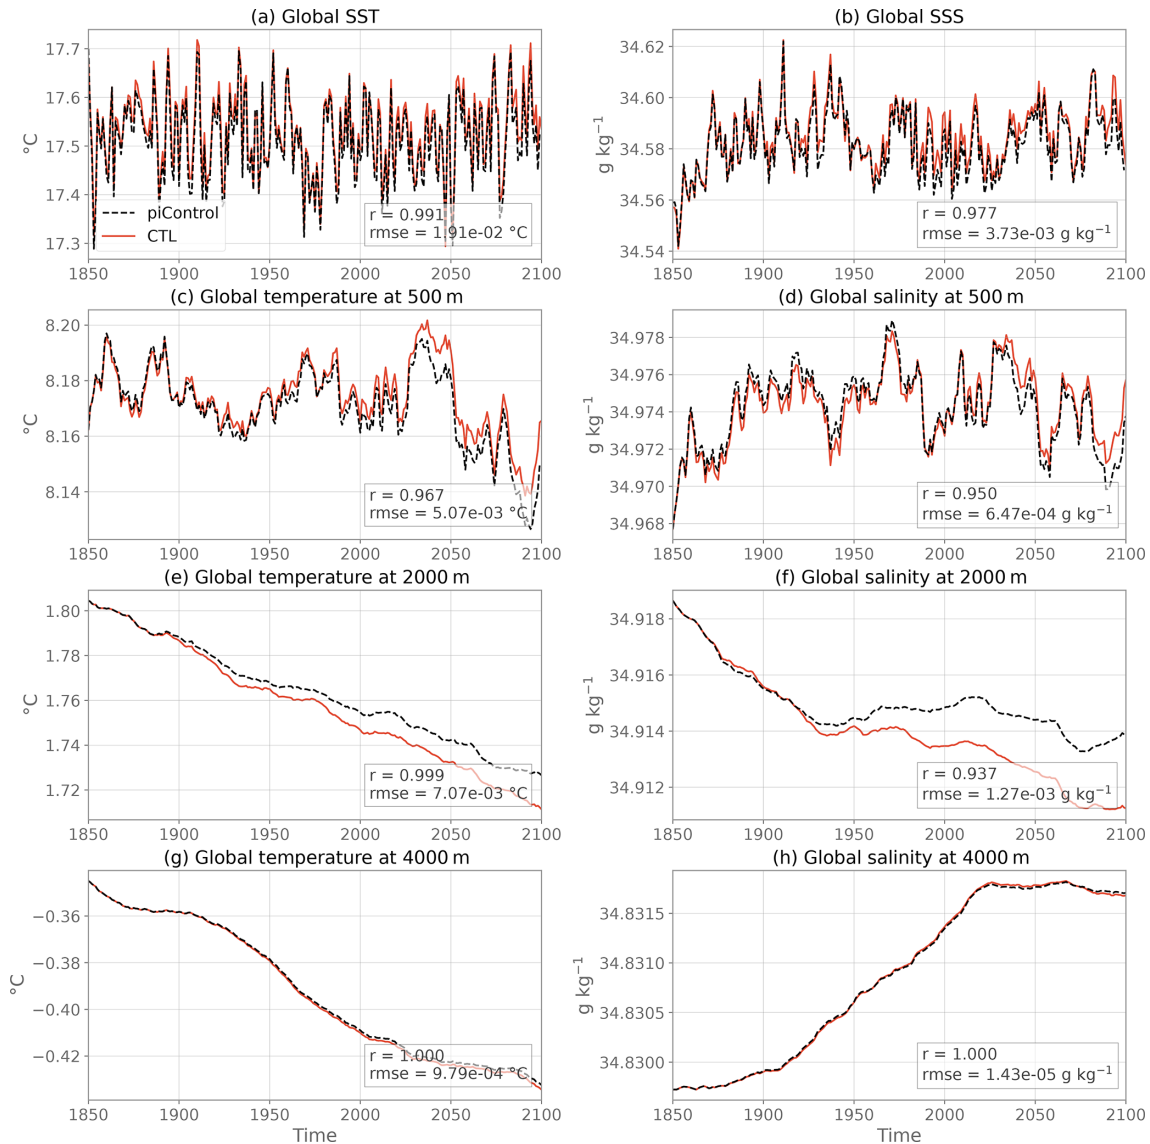 (a) Global SST
°C
17.7
17.6
17.5
17.4
17.3
piControl
CTL
r = 0.991
rmse = 1.91e-02 °C
1850 1900 1950 2000 2050 2100
(b) Global SSS
g kg⁻¹
34.62
34.60
34.58
34.56
34.54
r = 0.977
rmse = 3.73e-03 g kg⁻¹
1850 1900 1950 2000 2050 2100
(c) Global temperature at 500 m
°C
8.20
8.18
8.16
8.14
r = 0.967
rmse = 5.07e-03 °C
1850 1900 1950 2000 2050 2100
(d) Global salinity at 500 m
g kg⁻¹
34.978
34.976
34.974
34.972
34.970
34.968
r = 0.950
rmse = 6.47e-04 g kg⁻¹
1850 1900 1950 2000 2050 2100
(e) Global temperature at 2000 m
°C
1.80
1.78
1.76
1.74
1.72
r = 0.999
rmse = 7.07e-03 °C
1850 1900 1950 2000 2050 2100
(f) Global salinity at 2000 m
g kg⁻¹
34.918
34.916
34.914
34.912
r = 0.937
rmse = 1.27e-03 g kg⁻¹
1850 1900 1950 2000 2050 2100
(g) Global temperature at 4000 m
°C
−0.36
−0.38
−0.40
−0.42
r = 1.000
rmse = 9.79e-04 °C
1850 1900 1950 2000 2050 2100
Time
(h) Global salinity at 4000 m
g kg⁻¹
34.8315
34.8310
34.8305
34.8300
r = 1.000
rmse = 1.43e-05 g kg⁻¹
1850 1900 1950 2000 2050 2100
Time